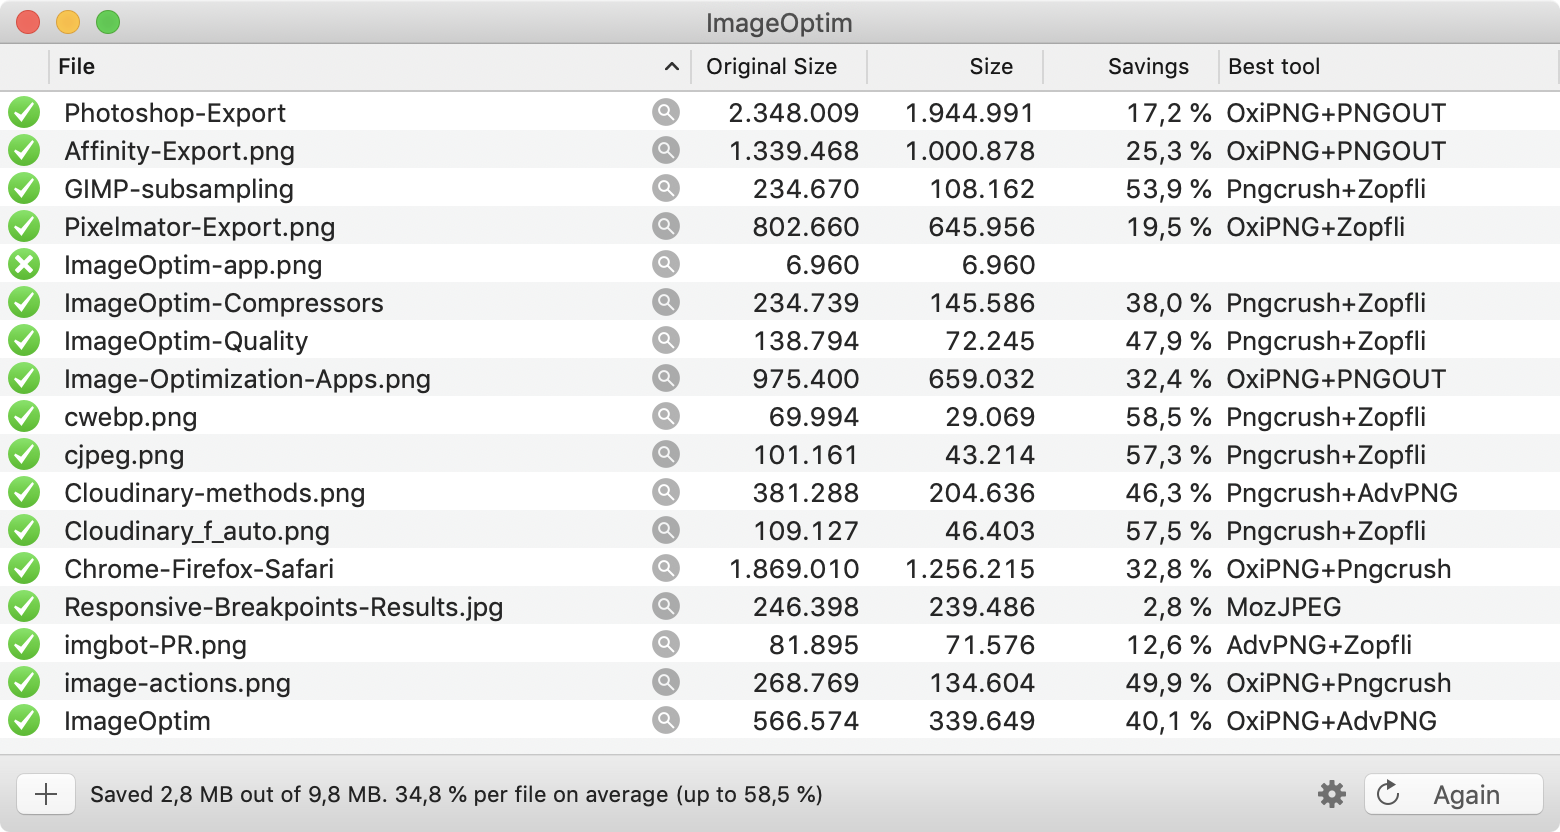 ImageOptim
File Original Size Size Savings Best tool
Photoshop-Export 2.348.009 1.944.991 17,2 % OxiPNG+PNGOUT
Affinity-Export.png 1.339.468 1.000.878 25,3 % OxiPNG+PNGOUT
GIMP-subsampling 234.670 108.162 53,9 % Pngcrush+Zopfli
Pixelmator-Export.png 802.660 645.956 19,5 % OxiPNG+Zopfli
ImageOptim-app.png 6.960 6.960
ImageOptim-Compressors 234.739 145.586 38,0 % Pngcrush+Zopfli
ImageOptim-Quality 138.794 72.245 47,9 % Pngcrush+Zopfli
Image-Optimization-Apps.png 975.400 659.032 32,4 % OxiPNG+PNGOUT
cwebp.png 69.994 29.069 58,5 % Pngcrush+Zopfli
cjpeg.png 101.161 43.214 57,3 % Pngcrush+Zopfli
Cloudinary-methods.png 381.288 204.636 46,3 % Pngcrush+AdvPNG
Cloudinary_f_auto.png 109.127 46.403 57,5 % Pngcrush+Zopfli
Chrome-Firefox-Safari 1.869.010 1.256.215 32,8 % OxiPNG+Pngcrush
Responsive-Breakpoints-Results.jpg 246.398 239.486 2,8 % MozJPEG
imgbot-PR.png 81.895 71.576 12,6 % AdvPNG+Zopfli
image-actions.png 268.769 134.604 49,9 % OxiPNG+Pngcrush
ImageOptim 566.574 339.649 40,1 % OxiPNG+AdvPNG
Saved 2,8 MB out of 9,8 MB. 34,8 % per file on average (up to 58,5 %) Again